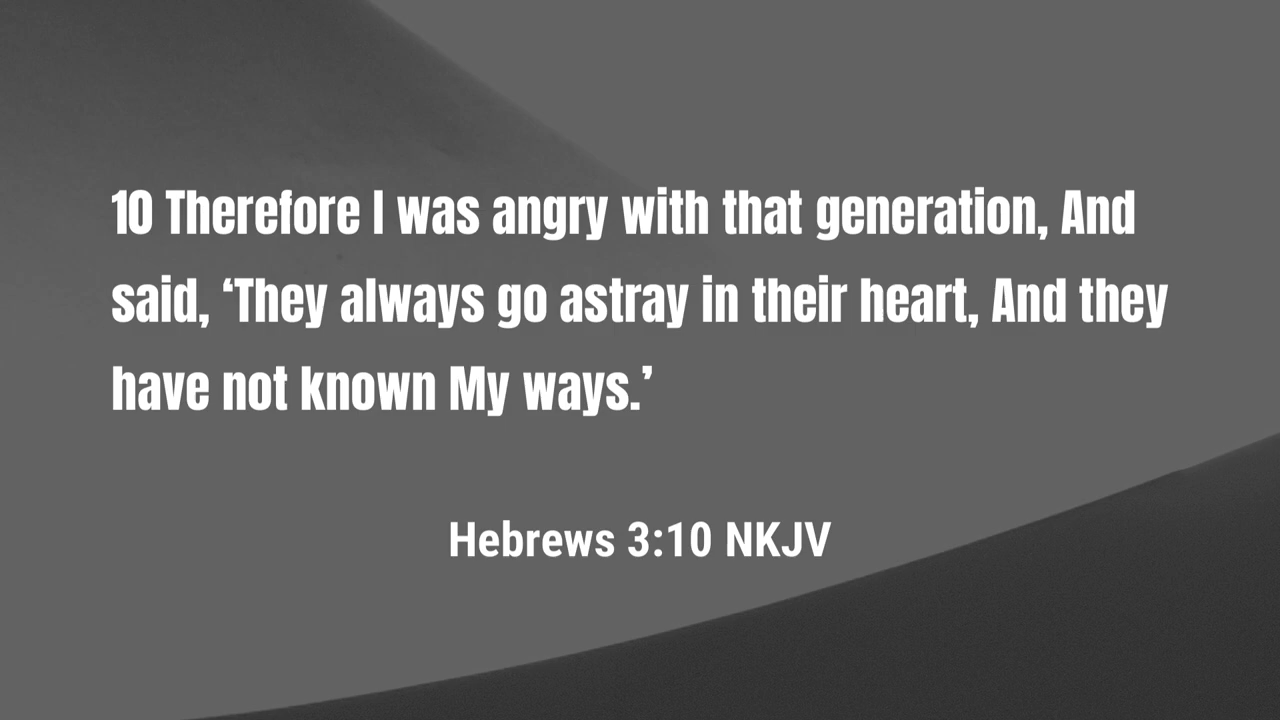 10 Therefore I was angry with that generation, And
said, ‘They always go astray in their heart, And they
have not known My ways.’
Hebrews 3:10 NKJV